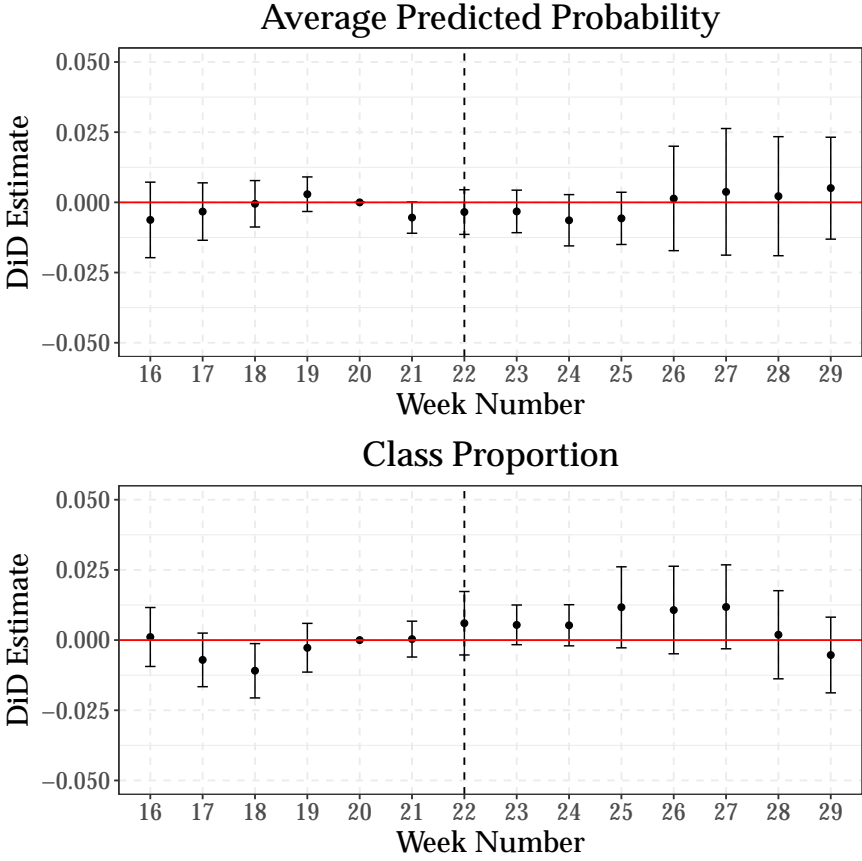 Average Predicted Probability
DiD Estimate
0.050
0.025
0.000
−0.025
−0.050
16 17 18 19 20 21 22 23 24 25 26 27 28 29
Week Number
Class Proportion
DiD Estimate
0.050
0.025
0.000
−0.025
−0.050
16 17 18 19 20 21 22 23 24 25 26 27 28 29
Week Number